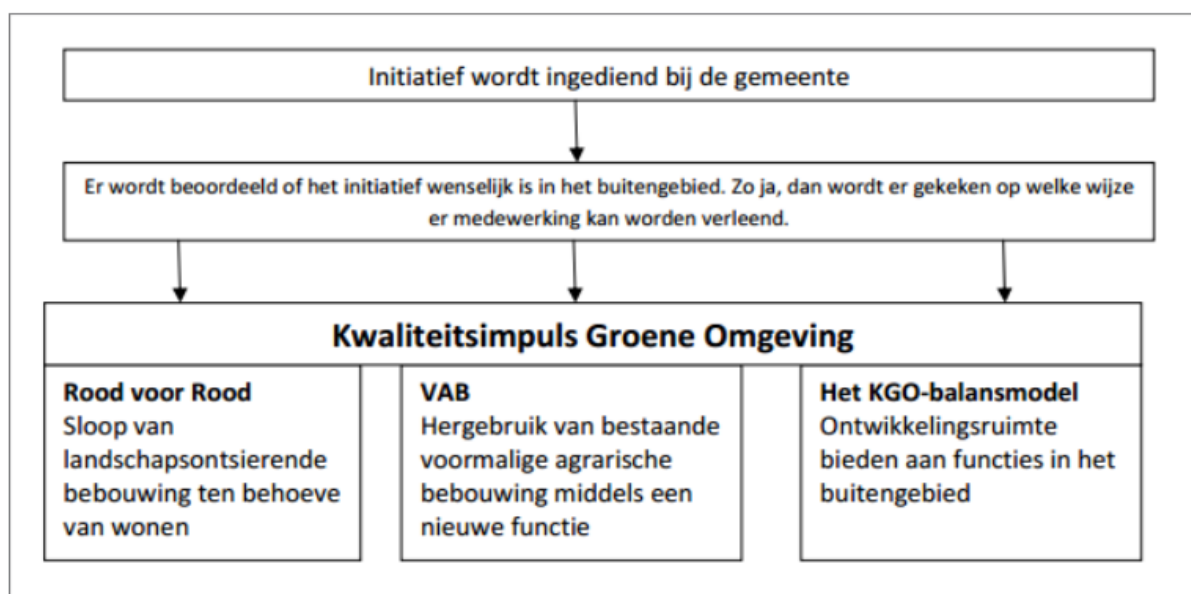 Initiatief wordt ingediend bij de gemeente
Er wordt beoordeeld of het initiatief wenselijk is in het buitengebied. Zo ja, dan wordt er gekeken op welke wijze
er medewerking kan worden verleend.
Kwaliteitsimpuls Groene Omgeving
Rood voor Rood
Sloop van
landschapsontsierende
bebouwing ten behoeve
van wonen
VAB
Hergebruik van bestaande
voormalige agrarische
bebouwing middels een
nieuwe functie
Het KGO-balansmodel
Ontwikkelingsruimte
bieden aan functies in het
buitengebied